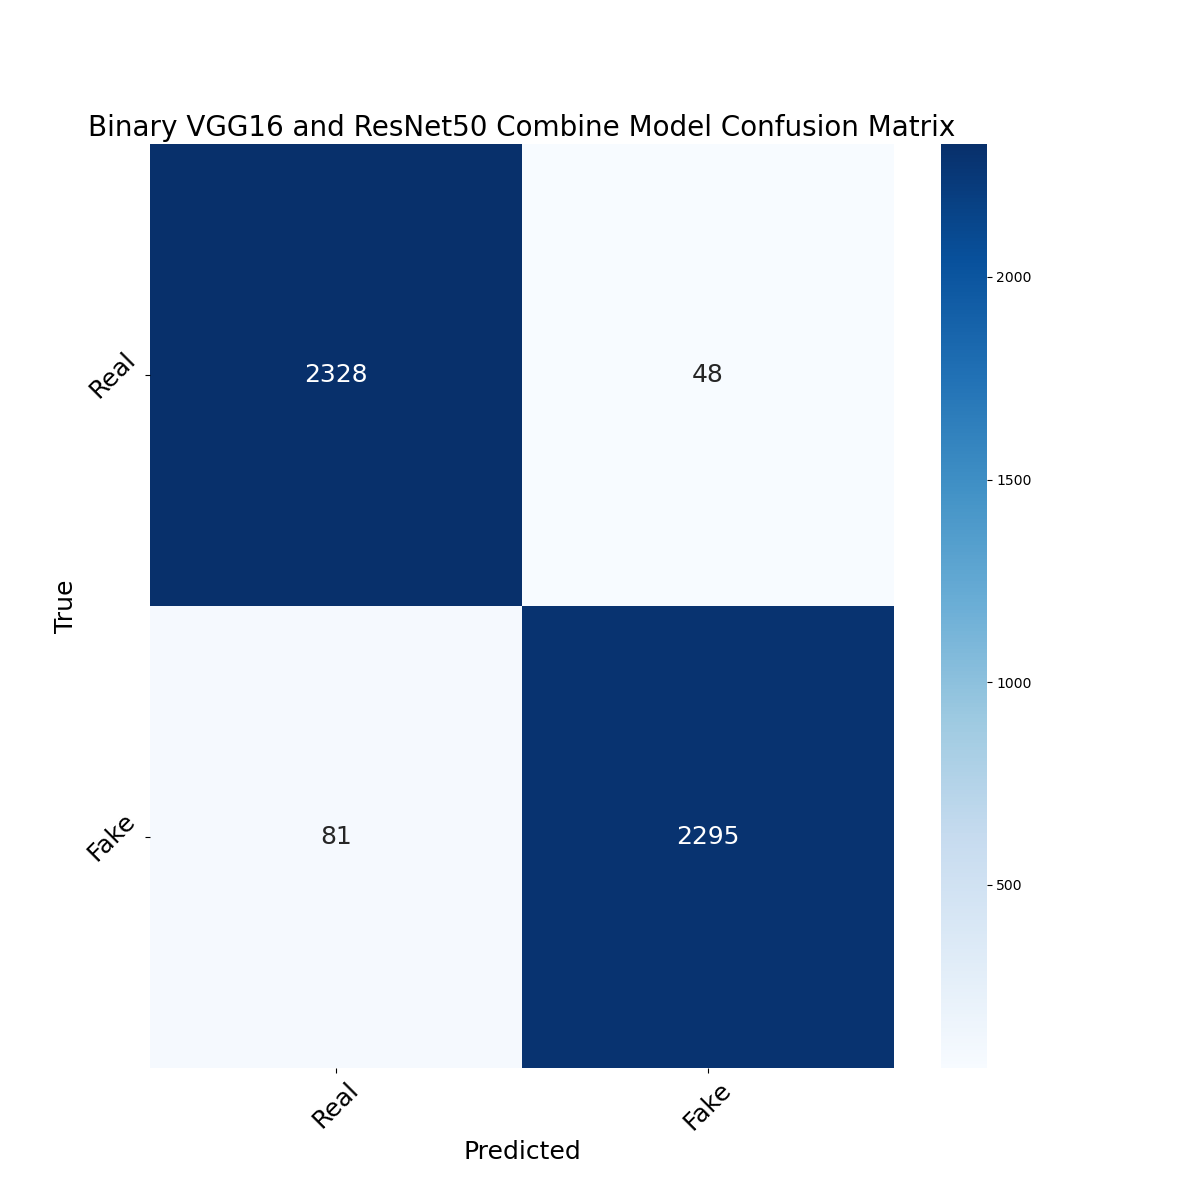 Binary VGG16 and ResNet50 Combine Model Confusion Matrix
True
Real
2328
48
Fake
81
2295
Real
Fake
Predicted
2000
1500
1000
500